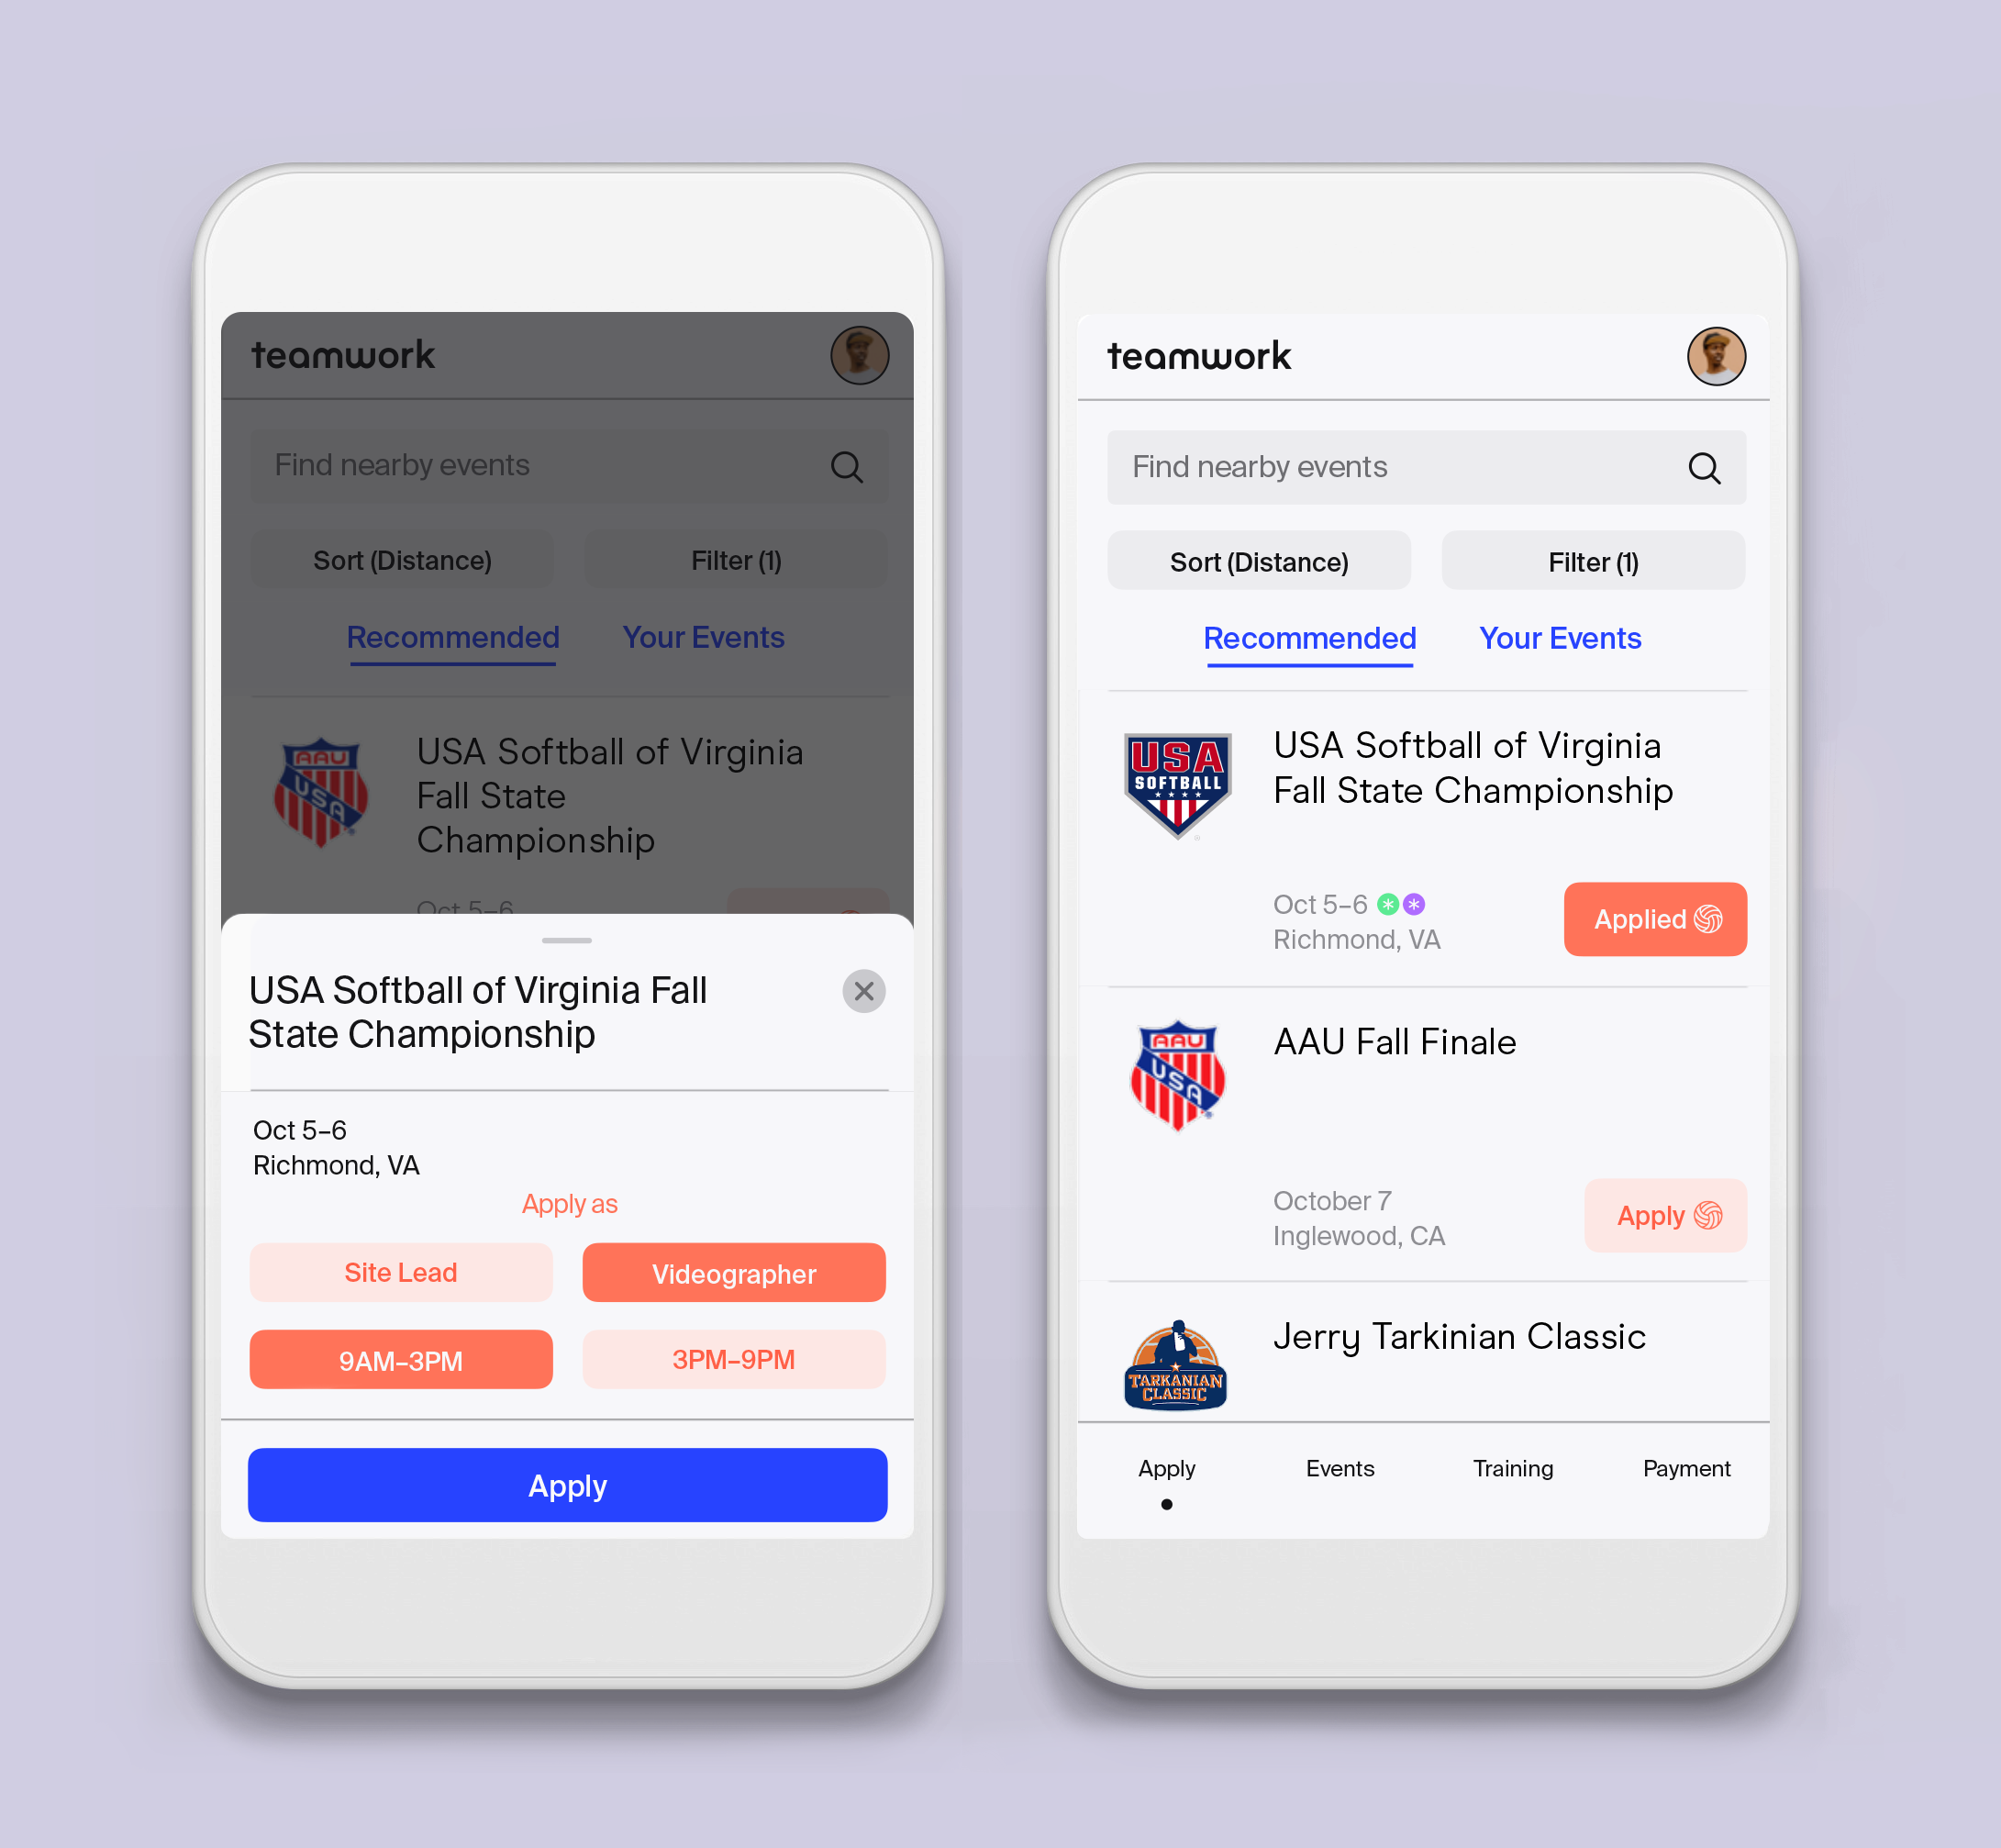 teamwork
Find nearby events
Sort (Distance)
Filter (1)
Recommended
Your Events
AAU
USA
USA Softball of Virginia
Fall State
Championship
Oct 5–6
USA Softball of Virginia Fall
State Championship
Oct 5–6
Richmond, VA
Apply as
Site Lead
Videographer
9AM–3PM
3PM–9PM
Apply
teamwork
Find nearby events
Sort (Distance)
Filter (1)
Recommended
Your Events
USA
SOFTBALL
USA Softball of Virginia
Fall State Championship
Oct 5–6
Richmond, VA
Applied
AAU
USA
AAU Fall Finale
October 7
Inglewood, CA
Apply
TARKANIAN
CLASSIC
Jerry Tarkinian Classic
Apply
Events
Training
Payment